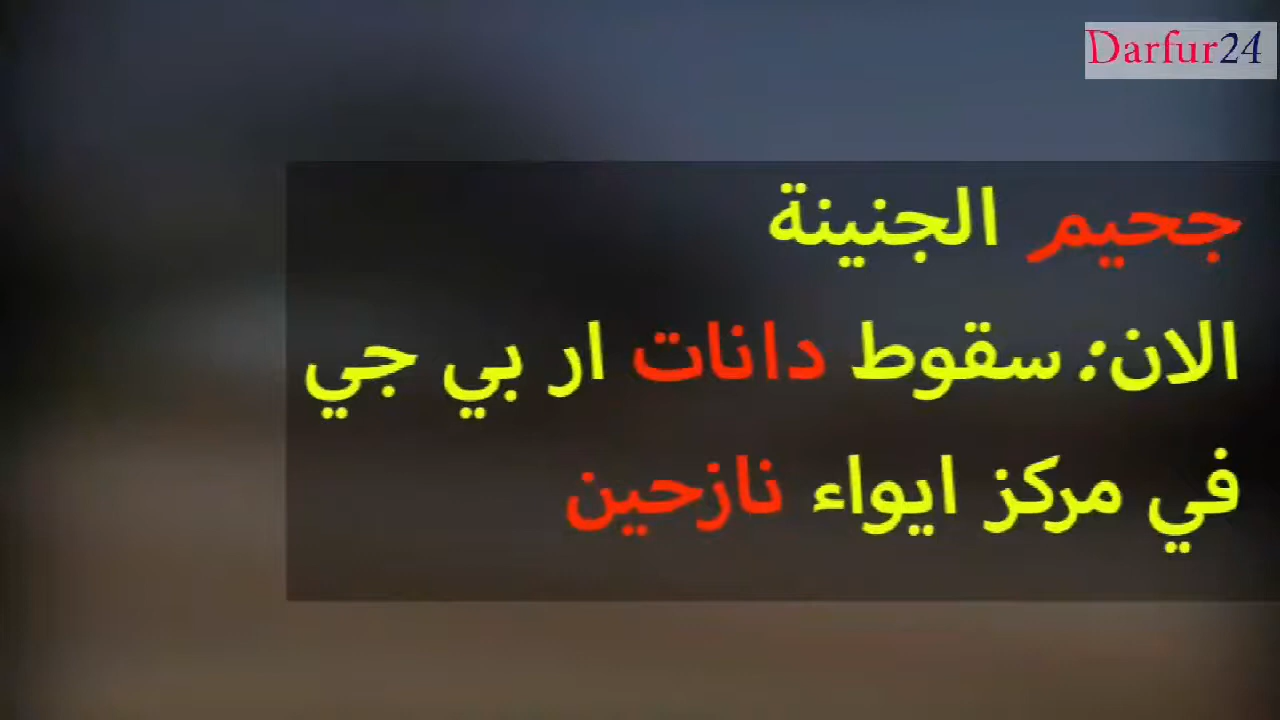 Darfur24
جحيم الجنينة
الان: سقوط دانات ار بي جي
في مركز ايواء نازحين